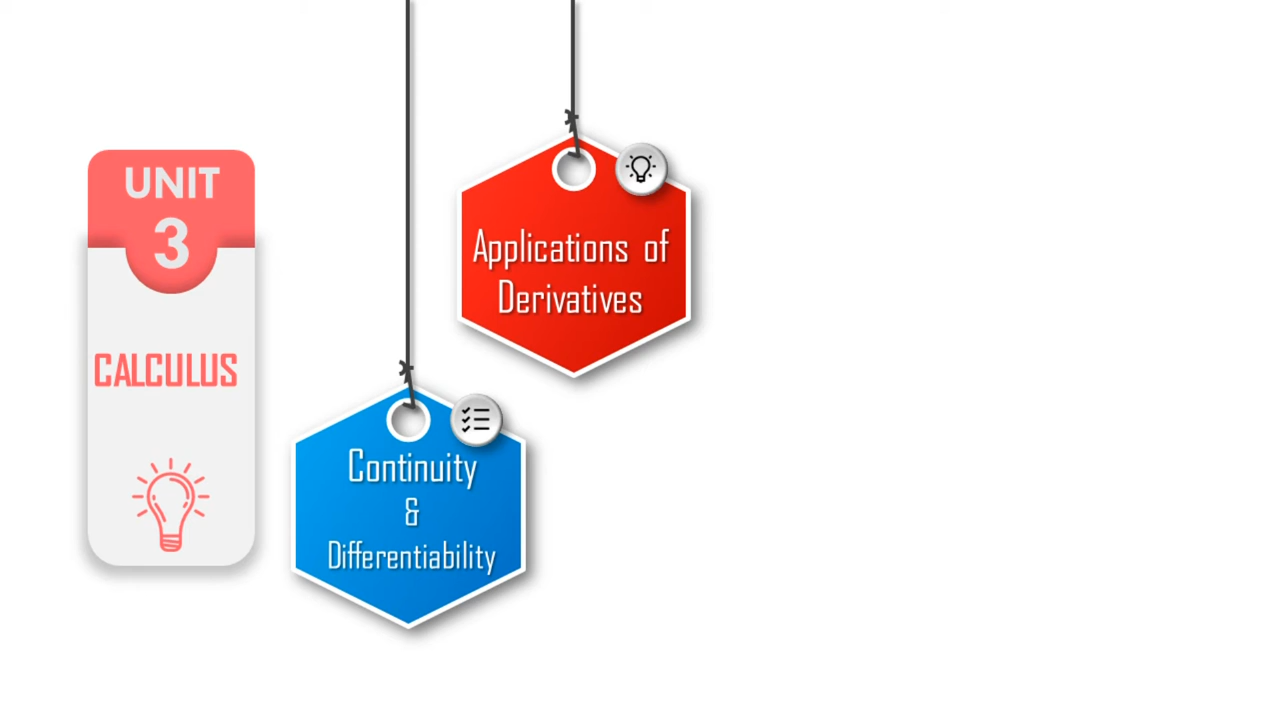 UNIT
3
CALCULUS
Applications of
Derivatives
Continuity
&
Differentiability